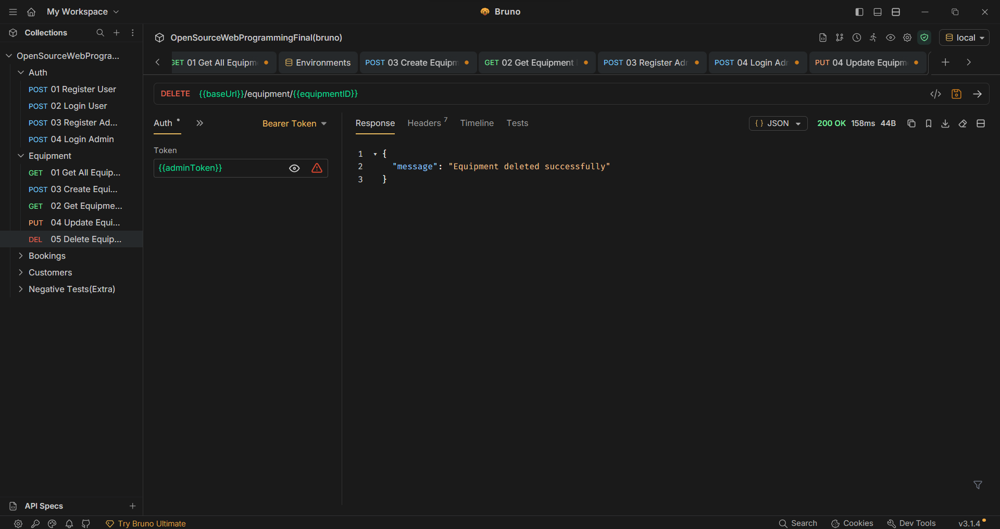 My Workspace
Bruno
Collections
OpenSourceWebProgrammingFinal(bruno)
local
OpenSourceWebProgra...
Auth
POST 01 Register User
POST 02 Login User
POST 03 Register Ad...
POST 04 Login Admin
Equipment
GET 01 Get All Equip...
POST 03 Create Equi...
GET 02 Get Equipme...
PUT 04 Update Equi...
DEL 05 Delete Equip...
Bookings
Customers
Negative Tests(Extra)
GET 01 Get All Equipm
Environments
POST 03 Create Equipm
GET 02 Get Equipment
POST 03 Register Adr
POST 04 Login Adr
PUT 04 Update Equipm
DELETE {{baseUrl}}/equipment/{{equipmentID}}
</>
Auth
Bearer Token
Token
{{adminToken}}
Response
Headers 7
Timeline
Tests
{ } JSON
200 OK 158ms 44B
1 {
2 "message": "Equipment deleted successfully"
3 }
API Specs
Try Bruno Ultimate
Search
Cookies
Dev Tools
v3.1.4